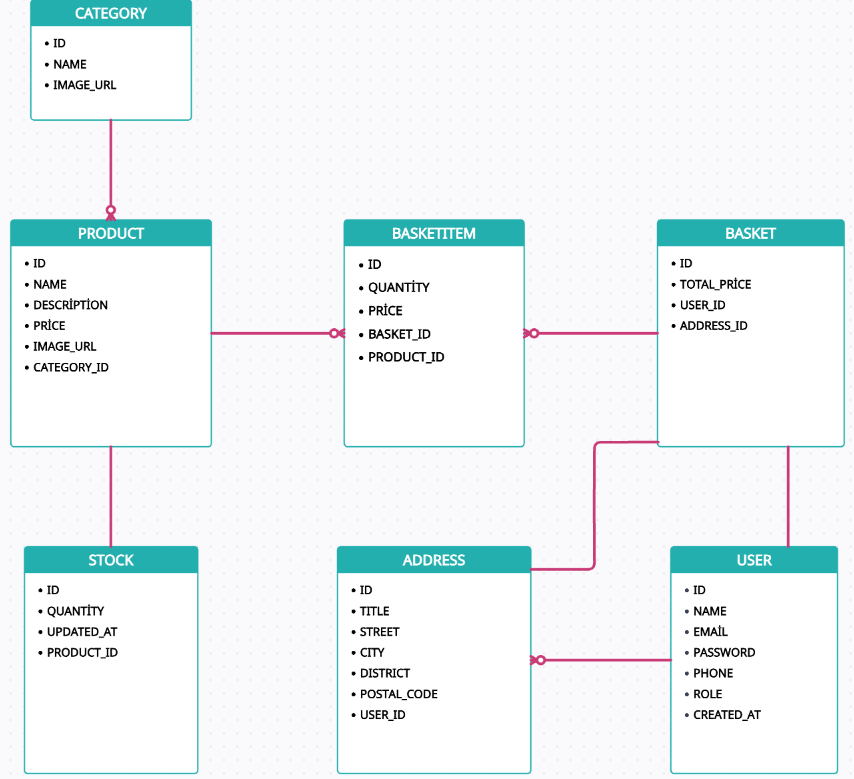 CATEGORY
• ID
• NAME
• IMAGE_URL
PRODUCT
• ID
• NAME
• DESCRİPTİON
• PRİCE
• IMAGE_URL
• CATEGORY_ID
BASKETITEM
• ID
• QUANTİTY
• PRİCE
• BASKET_ID
• PRODUCT_ID
BASKET
• ID
• TOTAL_PRİCE
• USER_ID
• ADDRESS_ID
STOCK
• ID
• QUANTİTY
• UPDATED_AT
• PRODUCT_ID
ADDRESS
• ID
• TITLE
• STREET
• CITY
• DISTRICT
• POSTAL_CODE
• USER_ID
USER
• ID
• NAME
• EMAİL
• PASSWORD
• PHONE
• ROLE
• CREATED_AT